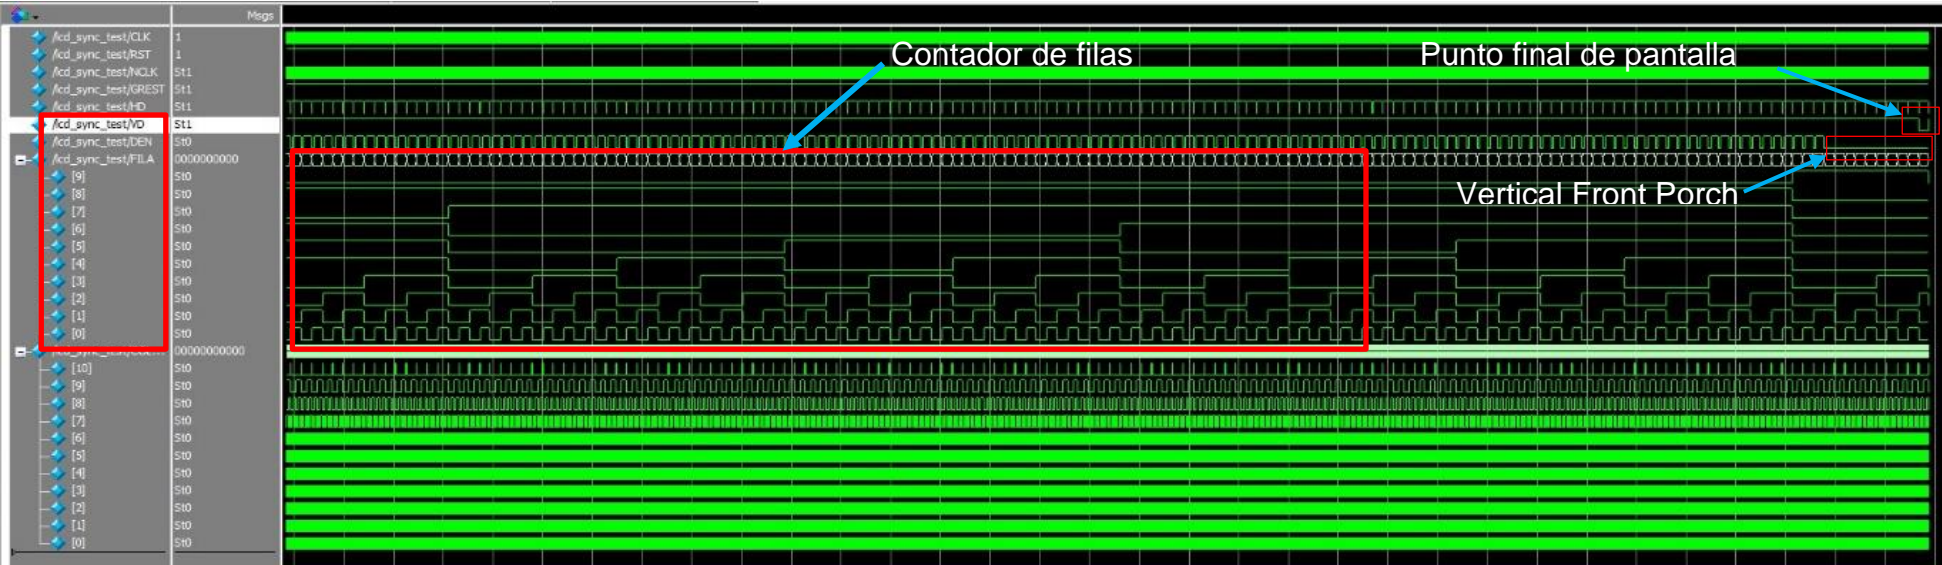 Msgs
/lcd_sync_test/CLK 1
/lcd_sync_test/RST 1
/lcd_sync_test/NCLK St1
/lcd_sync_test/GREST St1
/lcd_sync_test/HD St1
/lcd_sync_test/VD St1
/lcd_sync_test/DEN St0
/lcd_sync_test/FILA 0000000000
[9] St0
[8] St0
[7] St0
[6] St0
[5] St0
[4] St0
[3] St0
[2] St0
[1] St0
[0] St0
00000000000
[10] St0
[9] St0
[8] St0
[7] St0
[6] St0
[5] St0
[4] St0
[3] St0
[2] St0
[1] St0
[0] St0
Contador de filas
Punto final de pantalla
Vertical Front Porch